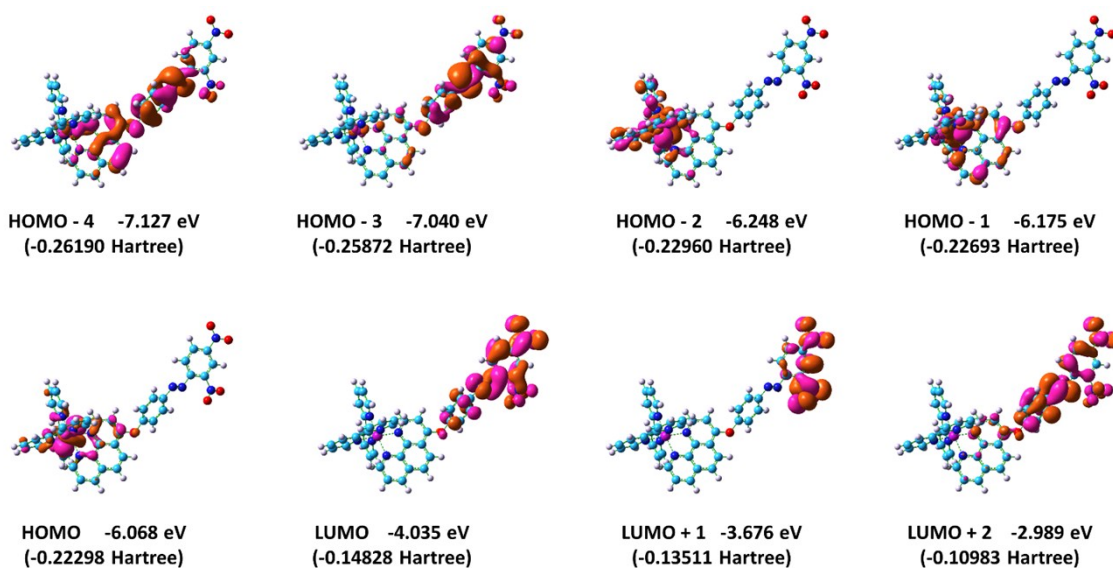 HOMO - 4 -7.127 eV
(-0.26190 Hartree)
HOMO - 3 -7.040 eV
(-0.25872 Hartree)
HOMO - 2 -6.248 eV
(-0.22960 Hartree)
HOMO - 1 -6.175 eV
(-0.22693 Hartree)
HOMO -6.068 eV
(-0.22298 Hartree)
LUMO -4.035 eV
(-0.14828 Hartree)
LUMO + 1 -3.676 eV
(-0.13511 Hartree)
LUMO + 2 -2.989 eV
(-0.10983 Hartree)